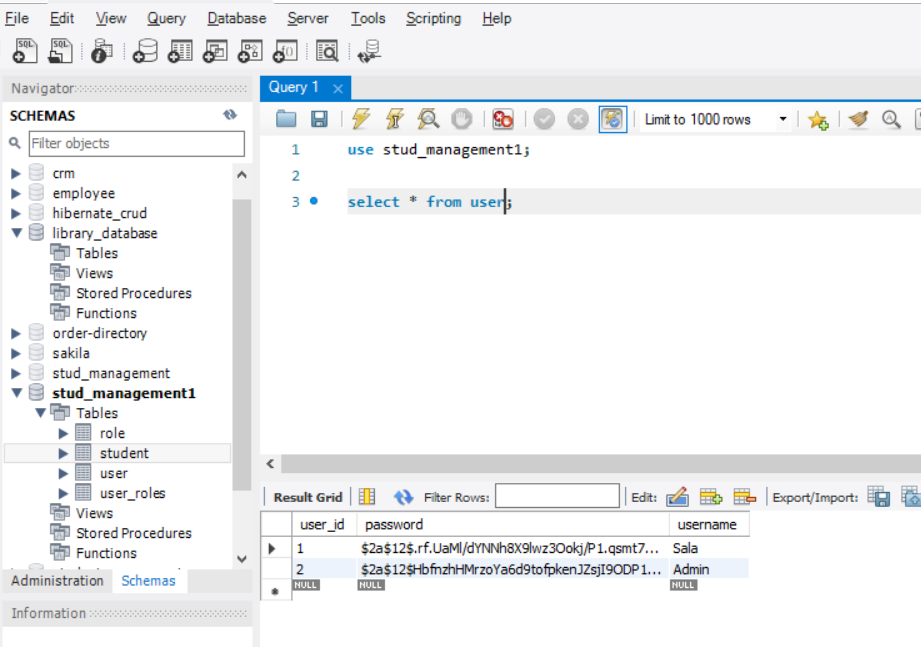 File Edit View Query Database Server Tools Scripting Help
SQL SQL
Navigator
Query 1
SCHEMAS
Limit to 1000 rows
Filter objects
1 use stud_management1;
2
3 select * from user;
crm
employee
hibernate_crud
library_database
Tables
Views
Stored Procedures
Functions
order-directory
sakila
stud_management
stud_management1
Tables
role
student
user
user_roles
Views
Stored Procedures
Functions
Administration Schemas
Information
Result Grid Filter Rows: Edit: Export/Import:
user_id password username
1 $2a$12$.rf.UaMl/dYNNh8X9lwz3Ookj/P1.qsmt7... Sala
2 $2a$12$HbfnzhHMrzoYa6d9tofpkenJZsjI9ODP1... Admin
NULL NULL NULL